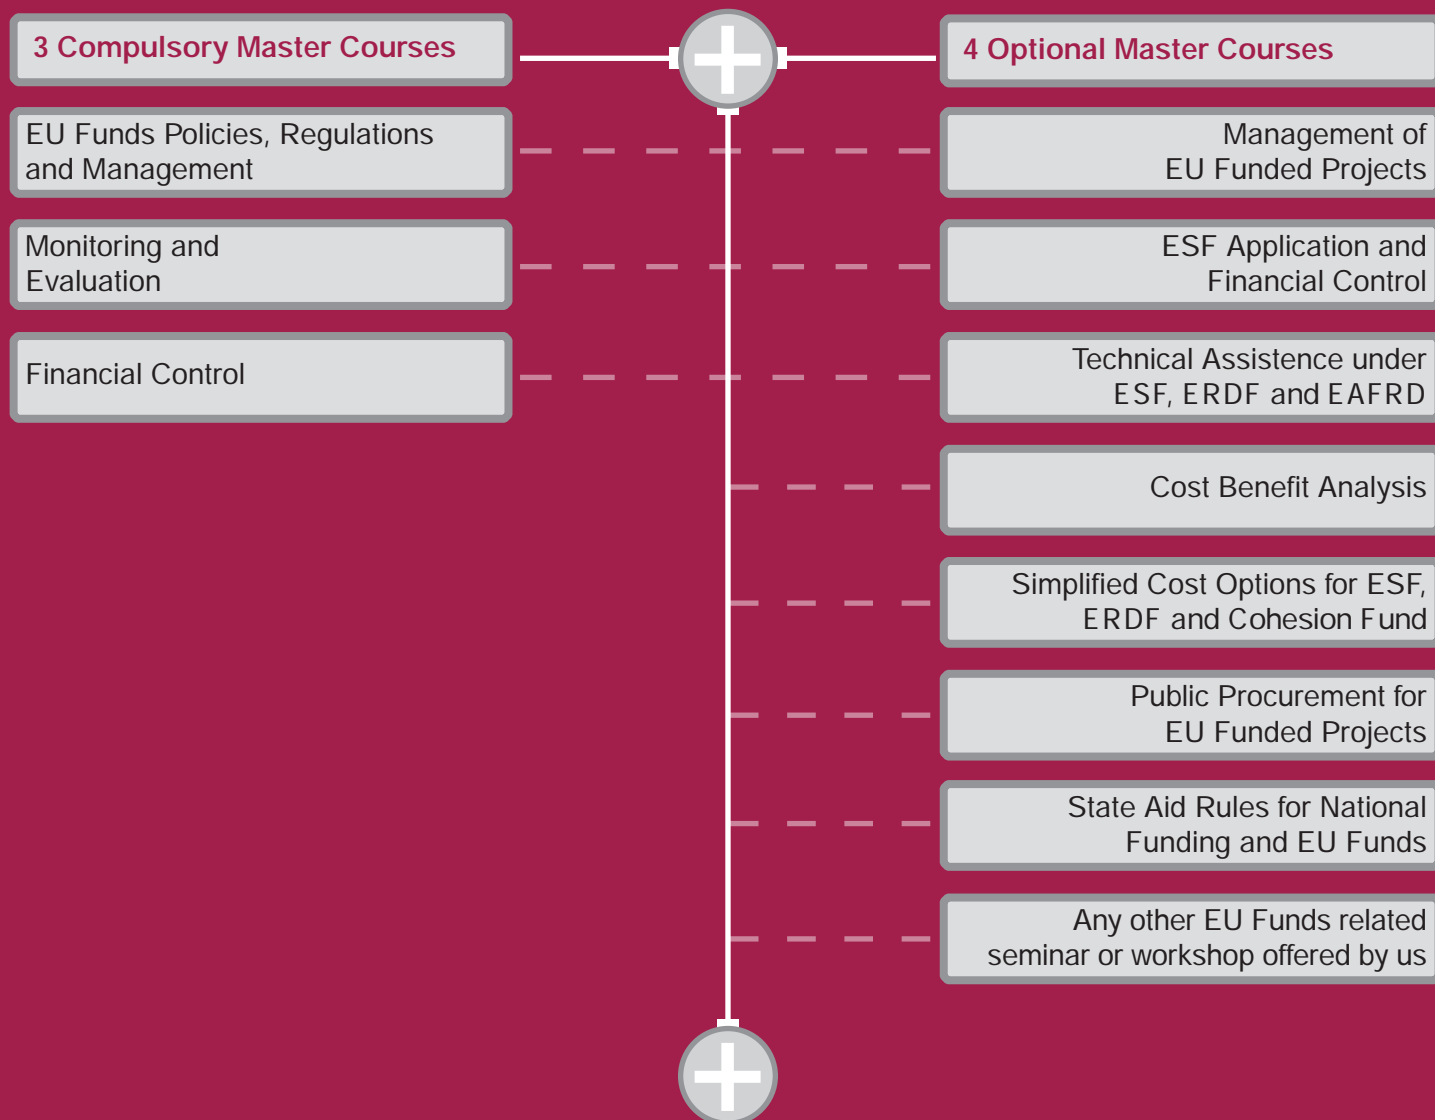 3 Compulsory Master Courses
EU Funds Policies, Regulations
and Management
Monitoring and
Evaluation
Financial Control
4 Optional Master Courses
Management of
EU Funded Projects
ESF Application and
Financial Control
Technical Assistence under
ESF, ERDF and EAFRD
Cost Benefit Analysis
Simplified Cost Options for ESF,
ERDF and Cohesion Fund
Public Procurement for
EU Funded Projects
State Aid Rules for National
Funding and EU Funds
Any other EU Funds related
seminar or workshop offered by us